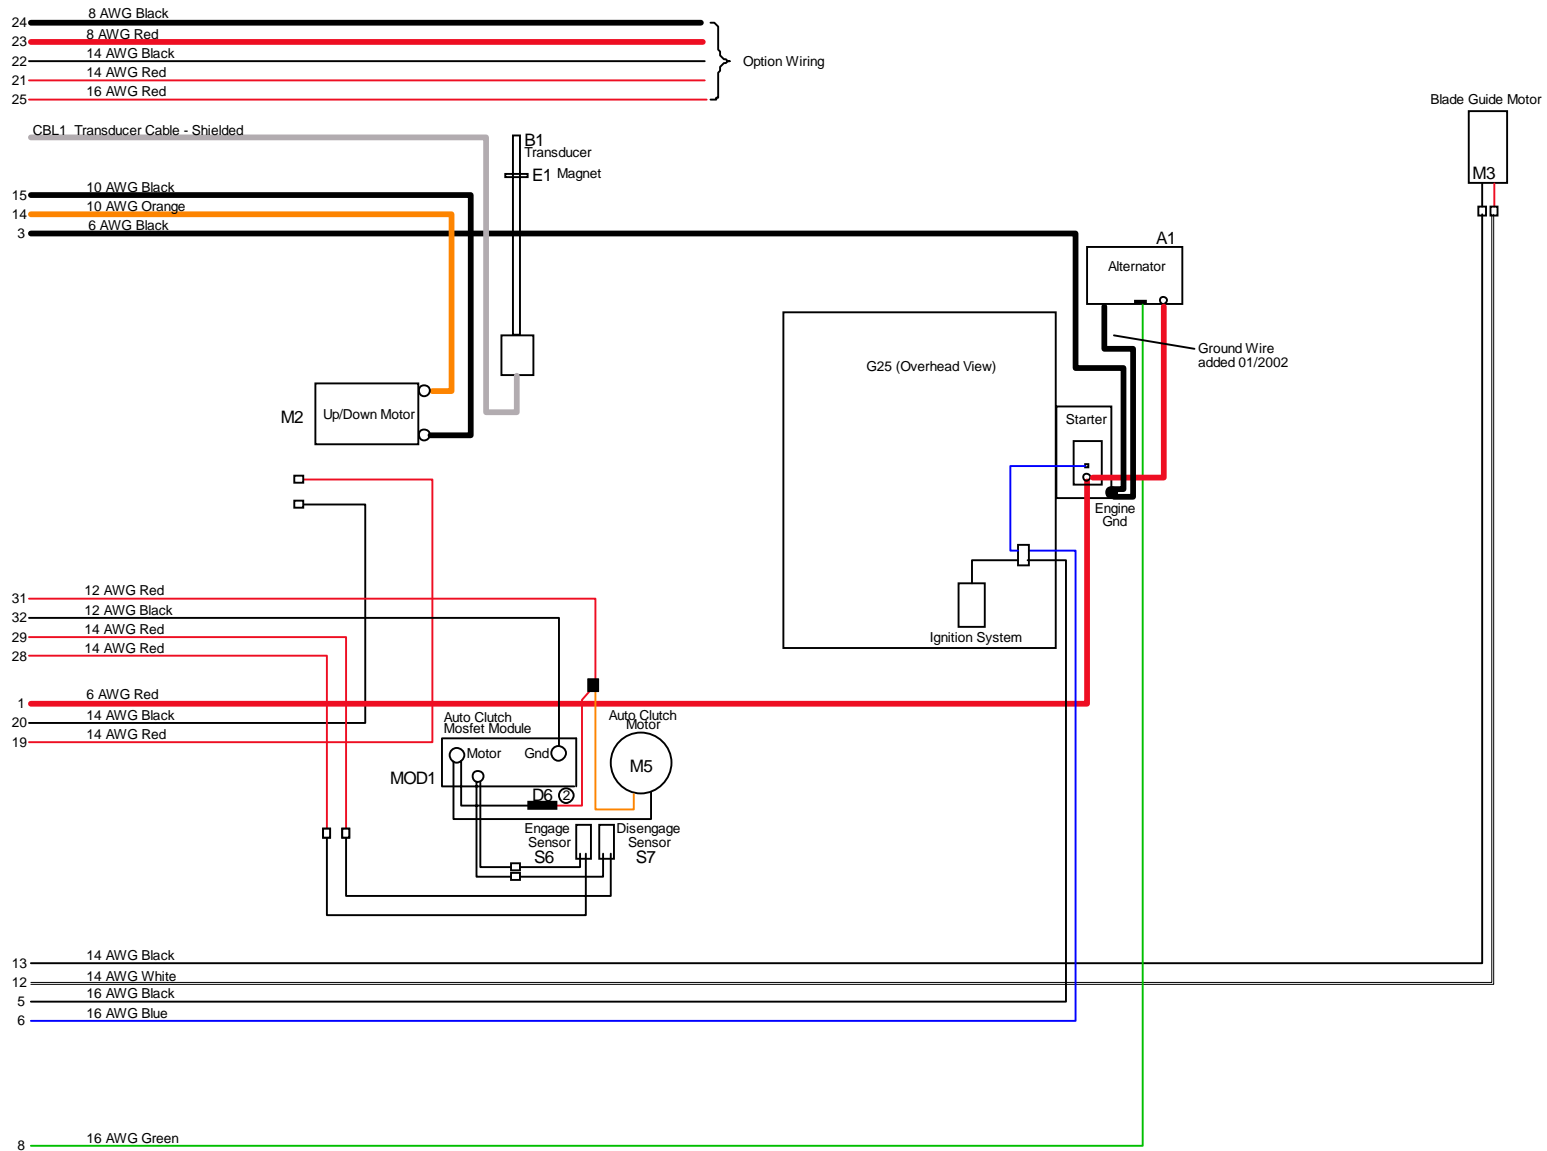 24 8 AWG Black
23 8 AWG Red
22 14 AWG Black
21 14 AWG Red
25 16 AWG Red
Option Wiring
Blade Guide Motor
M3
CBL1 Transducer Cable - Shielded
B1
Transducer
E1 Magnet
15 10 AWG Black
14 10 AWG Orange
3 6 AWG Black
A1
Alternator
Ground Wire
added 01/2002
G25 (Overhead View)
M2
Up/Down Motor
Starter
Engine
Gnd
Ignition System
31 12 AWG Red
32 12 AWG Black
29 14 AWG Red
28 14 AWG Red
1 6 AWG Red
20 14 AWG Black
19 14 AWG Red
Auto Clutch
Mosfet Module
Motor
Gnd
MOD1
D6 2
Auto Clutch
Motor
M5
Engage
Sensor
S6
Disengage
Sensor
S7
13 14 AWG Black
12 14 AWG White
5 16 AWG Black
6 16 AWG Blue
8 16 AWG Green